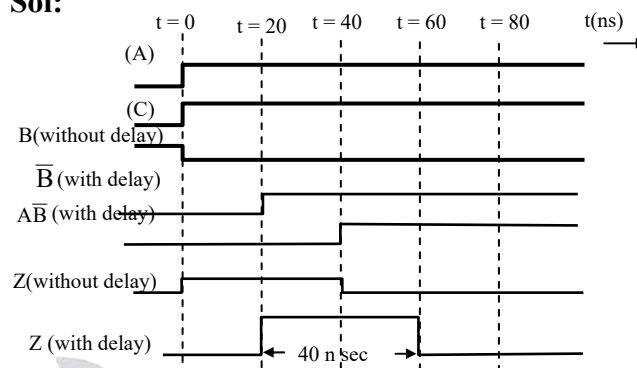 Sol:
t = 0 t = 20 t = 40 t = 60 t = 80 t(ns)
(A)
(C)
B(without delay)
B̅ (with delay)
AB̅ (with delay)
Z(without delay)
Z (with delay) 40 n sec